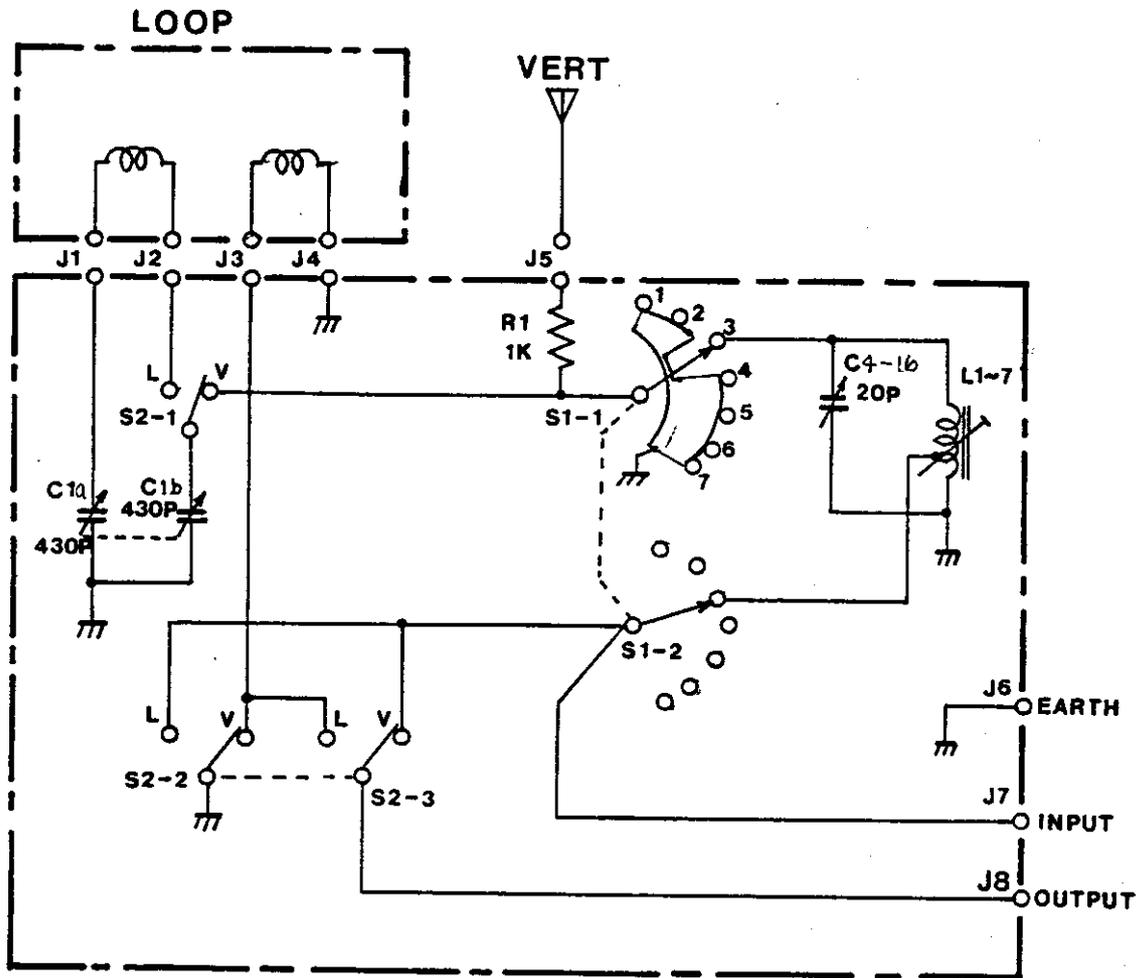 LOOP
VERT
J1
J2
J3
J4
J5
R1
1K
1
2
3
4
5
6
7
C4-16
20P
L1~7
L
V
S2-1
S1-1
C1a
430P
C1b
430P
S1-2
L
V
L
V
S2-2
S2-3
J6
EARTH
J7
INPUT
J8
OUTPUT